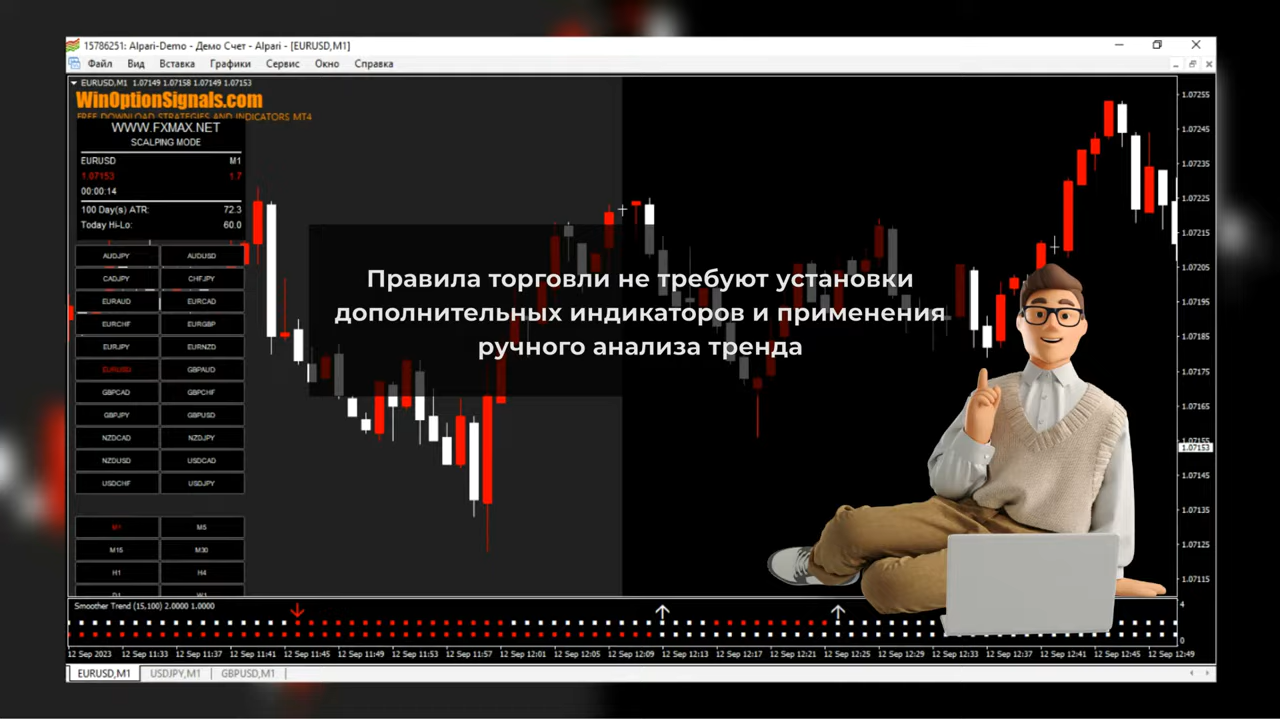 15786251: Alpari-Demo - Демо Счет - Alpari - [EURUSD,M1]
Файл Вид Вставка Графики Сервис Окно Справка
EURUSD,M1 1.07149 1.07158 1.07149 1.07153
WinOptionSignals.com
FREE DOWNLOAD STRATEGIES AND INDICATORS MT4
WWW.FXMAX.NET
SCALPING MODE
EURUSD M1
1.07153 1.7
00:00:14
100 Day(s) ATR: 72.3
Today Hi-Lo: 60.0
AUDJPY AUDUSD
CADJPY CHFJPY
EURAUD EURCAD
EURCHF EURGBP
EURJPY EURNZD
EURUSD GBPAUD
GBPCAD GBPCHF
GBPJPY GBPUSD
NZDCAD NZDJPY
NZDUSD USDCAD
USDCHF USDJPY
M1 M5
M15 M30
H1 H4
Правила торговли не требуют установки
дополнительных индикаторов и применения
ручного анализа тренда
1.07255
1.07245
1.07235
1.07225
1.07215
1.07205
1.07195
1.07185
1.07175
1.07165
1.07155
1.07153
1.07135
1.07125
1.07115
Smoother Trend (15,100) 2.0000 1.0000
4
0
12 Sep 2023 12 Sep 11:33 12 Sep 11:37 12 Sep 11:41 12 Sep 11:45 12 Sep 11:49 12 Sep 11:53 12 Sep 11:57 12 Sep 12:01 12 Sep 12:05 12 Sep 12:09 12 Sep 12:13 12 Sep 12:17 12 Sep 12:21 12 Sep 12:25 12 Sep 12:29 12 Sep 12:33 12 Sep 12:37 12 Sep 12:41 12 Sep 12:45 12 Sep 12:49
EURUSD,M1 USDJPY,M1 GBPUSD,M1